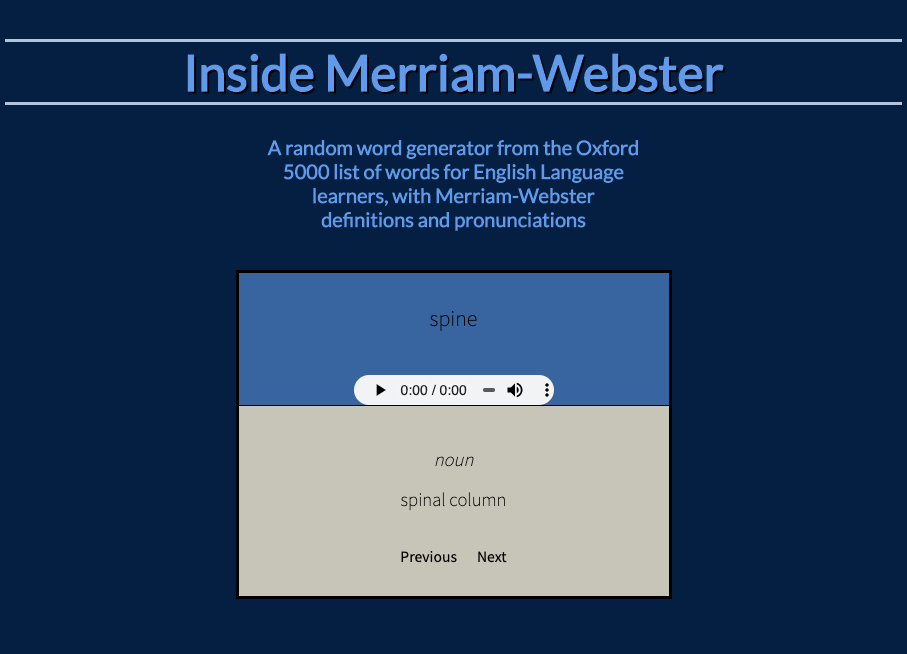 Inside Merriam-Webster
A random word generator from the Oxford
5000 list of words for English Language
learners, with Merriam-Webster
definitions and pronunciations
spine
0:00 / 0:00
noun
spinal column
Previous Next